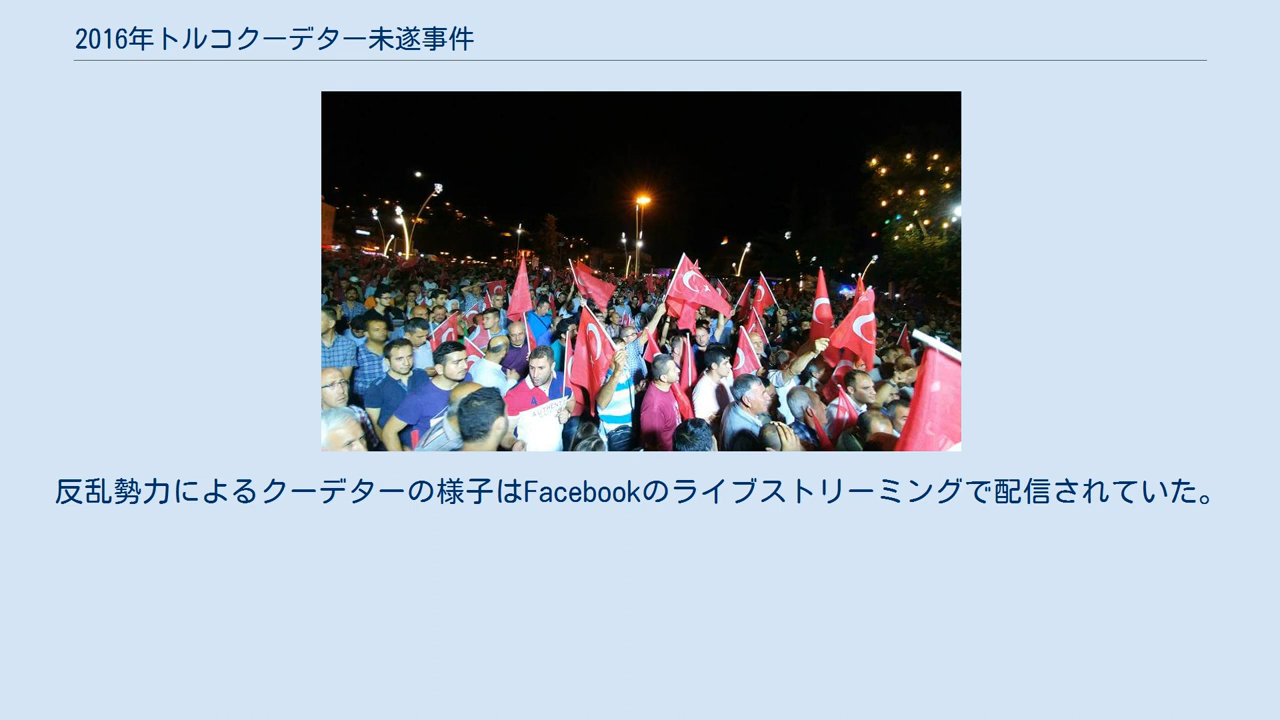 2016年トルコクーデター未遂事件
AUTHENTIC
反乱勢力によるクーデターの様子はFacebookのライブストリーミングで配信されていた。